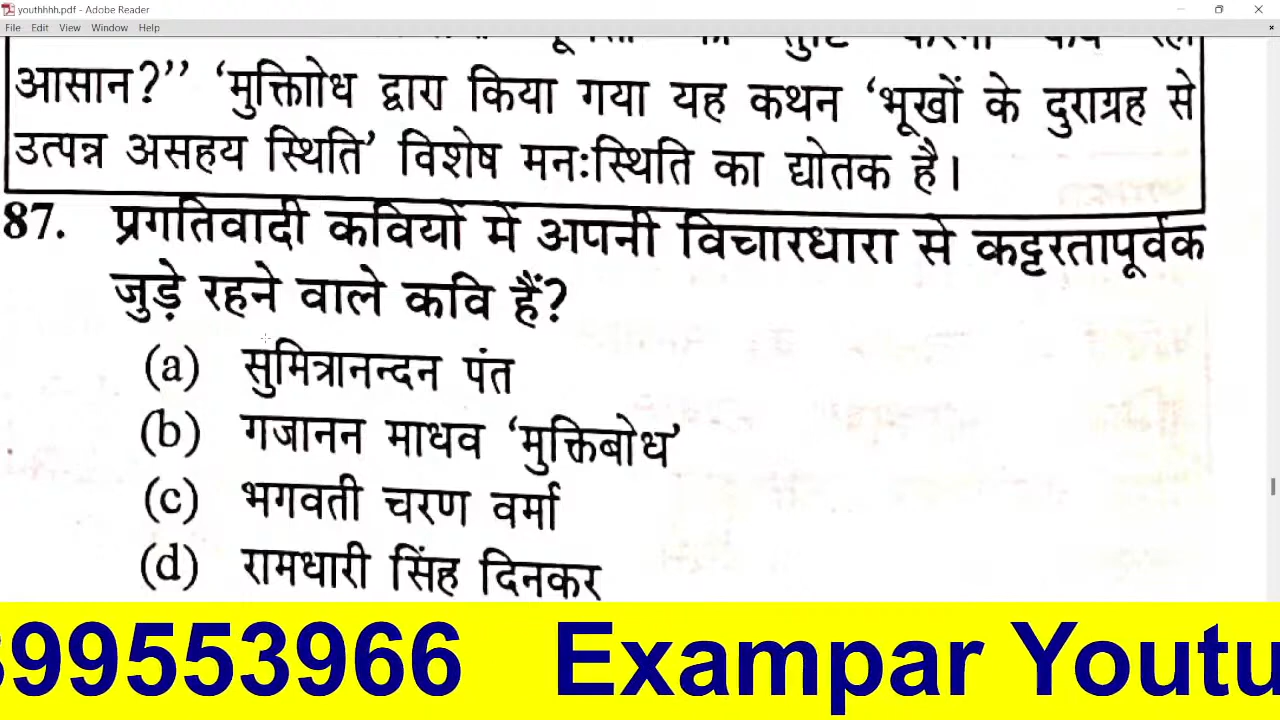 youthhhh.pdf - Adobe Reader
File Edit View Window Help
आसान?’’ ‘मुक्तिाोध द्वारा किया गया यह कथन ‘भूखों के दुराग्रह से
उत्पन्न असहय स्थिति’ विशेष मनःस्थिति का द्योतक है।
87. प्रगतिवादी कवियों में अपनी विचारधारा से कट्टरतापूर्वक
जुड़े रहने वाले कवि हैं?
(a) सुमित्रानन्दन पंत
(b) गजानन माधव ‘मुक्तिबोध’
(c) भगवती चरण वर्मा
(d) रामधारी सिंह दिनकर
99553966 Exampar Youtu